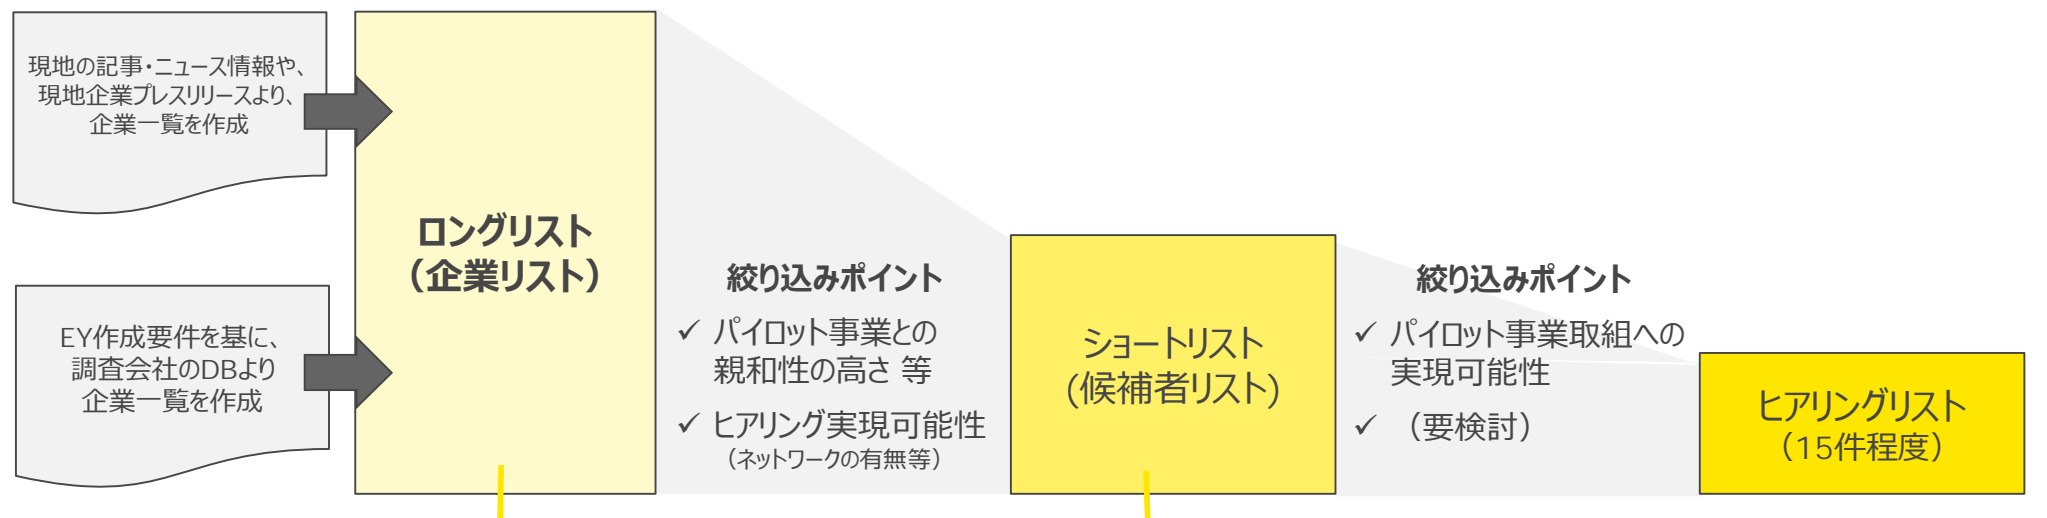 現地の記事・ニュース情報や、
現地企業プレスリリースより、
企業一覧を作成
EY作成要件を基に、
調査会社のDBより
企業一覧を作成
ロングリスト
（企業リスト）
絞り込みポイント
✓ パイロット事業との
親和性の高さ 等
✓ ヒアリング実現可能性
（ネットワークの有無等）
ショートリスト
(候補者リスト)
絞り込みポイント
✓ パイロット事業取組への
実現可能性
✓ （要検討）
ヒアリングリスト
（15件程度）